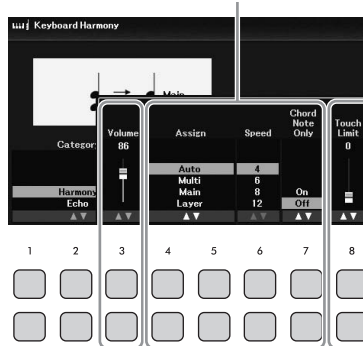 Keyboard Harmony
Main
Category
Volume
86
Assign
Speed
Chord
Note
Only
Touch
Limit
0
Harmony
Echo
Auto
Multi
Main
Layer
4
6
8
12
On
Off
1 2 3 4 5 6 7 8